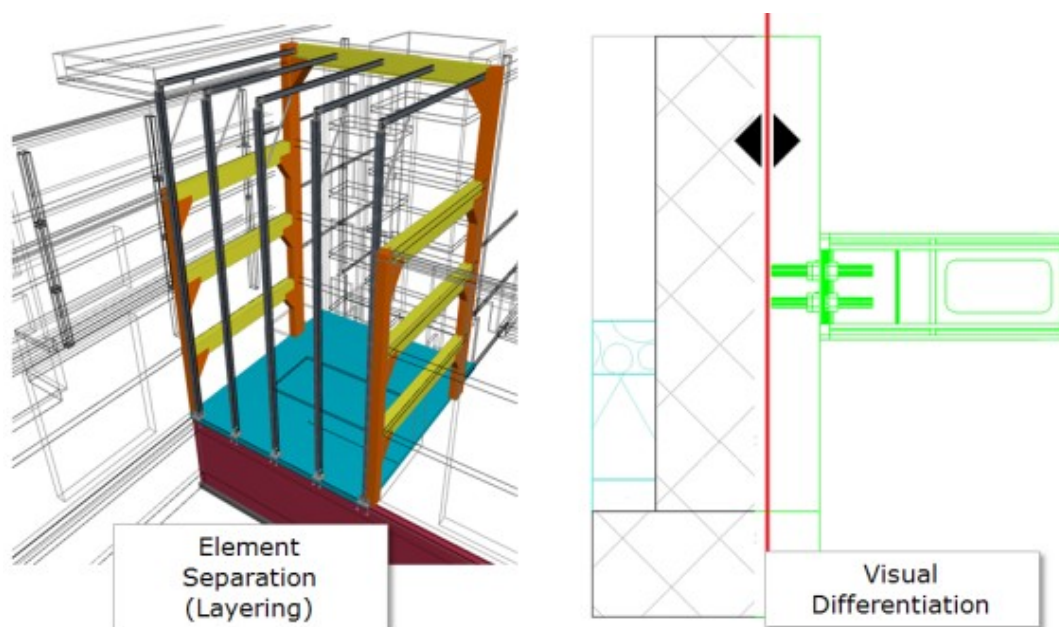 Element
Separation
(Layering)
Visual
Differentiation